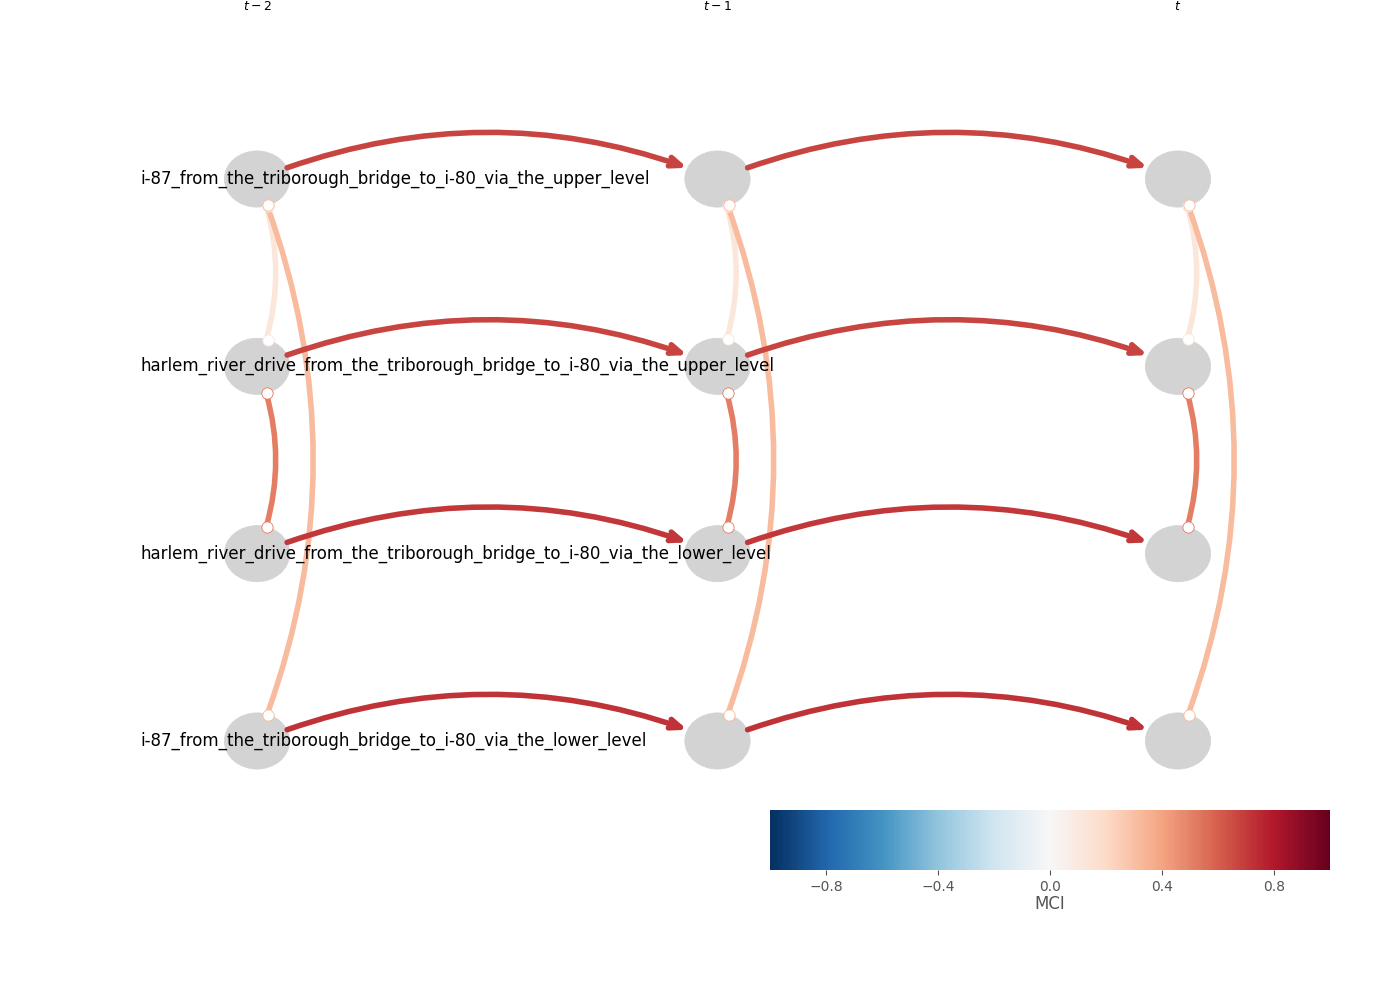 t − 2 t − 1 t
i-87_from_the_triborough_bridge_to_i-80_via_the_upper_level
harlem_river_drive_from_the_triborough_bridge_to_i-80_via_the_upper_level
harlem_river_drive_from_the_triborough_bridge_to_i-80_via_the_lower_level
i-87_from_the_triborough_bridge_to_i-80_via_the_lower_level
−0.8 −0.4 0.0 0.4 0.8
MCI